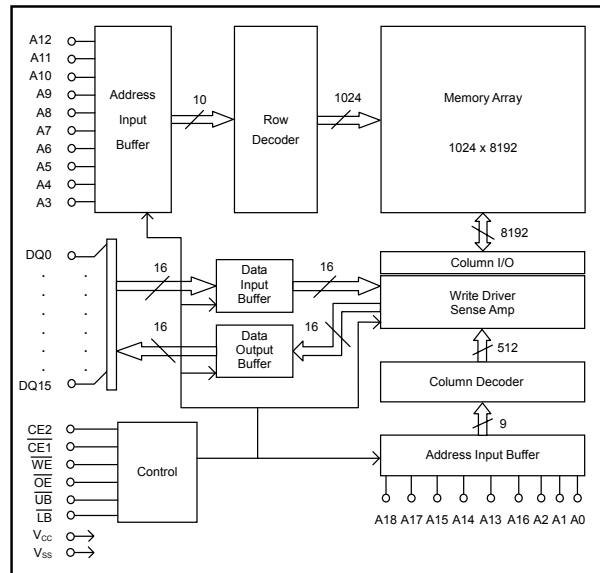 A12
A11
A10
A9
A8
A7
A6
A5
A4
A3
Address
Input
Buffer
10
Row
Decoder
1024
Memory Array
1024 x 8192
8192
DQ0
DQ15
16
Data
Input
Buffer
16
Column I/O
Write Driver
Sense Amp
16
Data
Output
Buffer
16
512
Column Decoder
9
Address Input Buffer
CE2
CE1
WE
OE
UB
LB
VCC
VSS
Control
A18 A17 A15 A14 A13 A16 A2 A1 A0